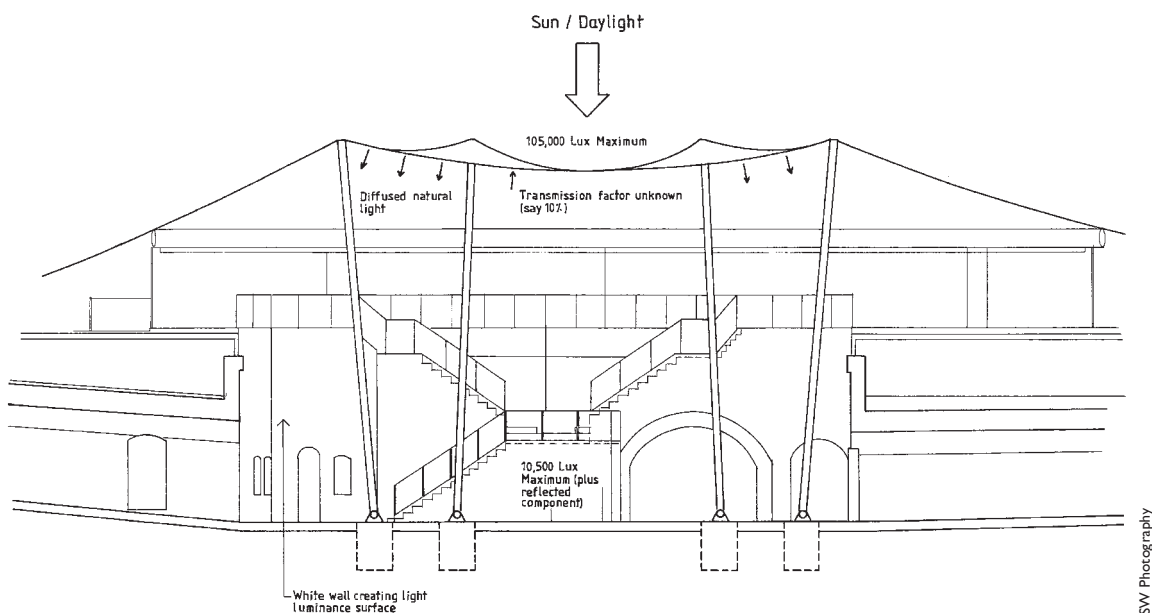 Sun / Daylight
105,000 Lux Maximum
Diffused natural
light
Transmission factor unknown
(say 10%)
10,500 Lux
Maximum (plus
reflected
component)
White wall creating light
luminance surface
SW Photography